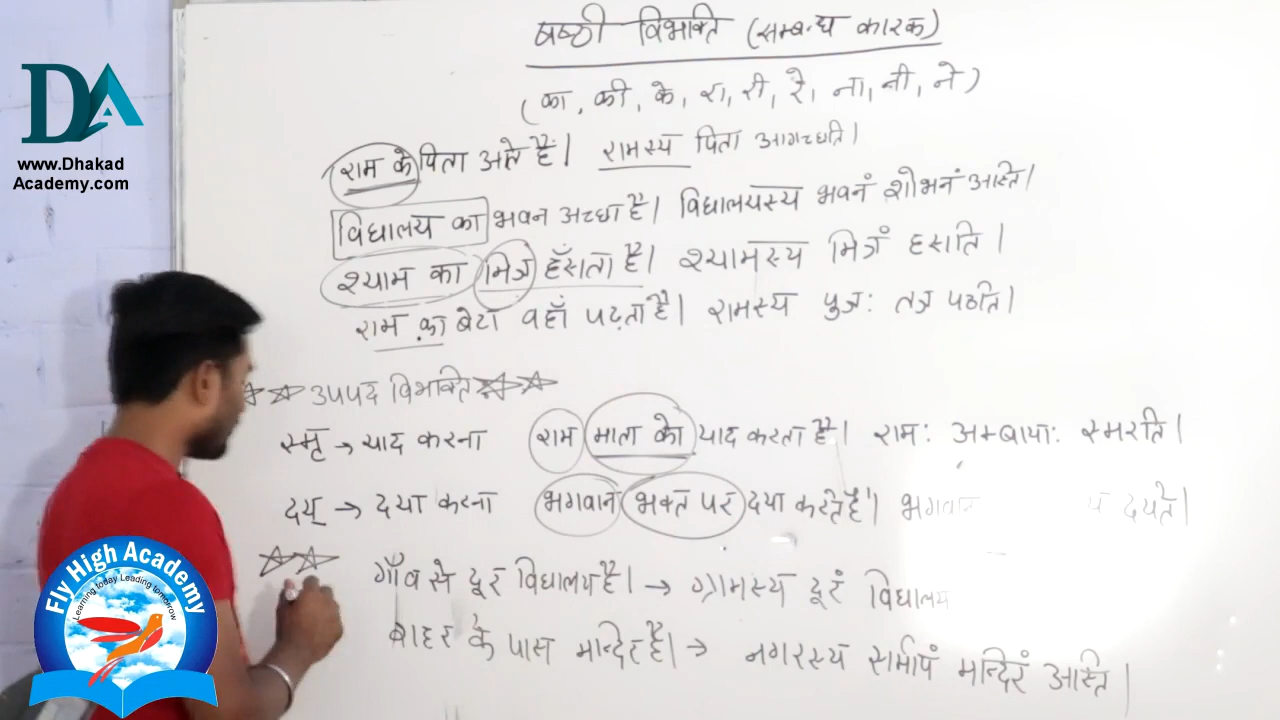 षष्ठी विभक्ति (सम्बन्ध कारक)
(का, की, के, रा, री, रे, ना, नी, ने)
राम के पिता आते है। रामस्य पिता आगच्छति।
विद्यालय का भवन अच्छा है। विद्यालयस्य भवनं शोभनं अस्ति।
श्याम का मित्र हँसता है। श्यामस्य मित्रं हसति।
राम का बेटा वहाँ पढ़ता है। रामस्य पुत्रः तत्र पठति।
उपपद विभक्ति
स्मृ → याद करना राम माता को याद करता है। रामः अम्बायाः स्मरति।
दय् → दया करना भगवान भक्त पर दया करते है। भगवान दयते।
गाँव से दूर विद्यालय है। → ग्रामस्य दूरं विद्यालय
शहर के पास मन्दिर है। → नगरस्य समीपं मन्दिरं अस्ति।
DA
www.Dhakad
Academy.com
Fly High Academy
Learning today Leading tomorrow